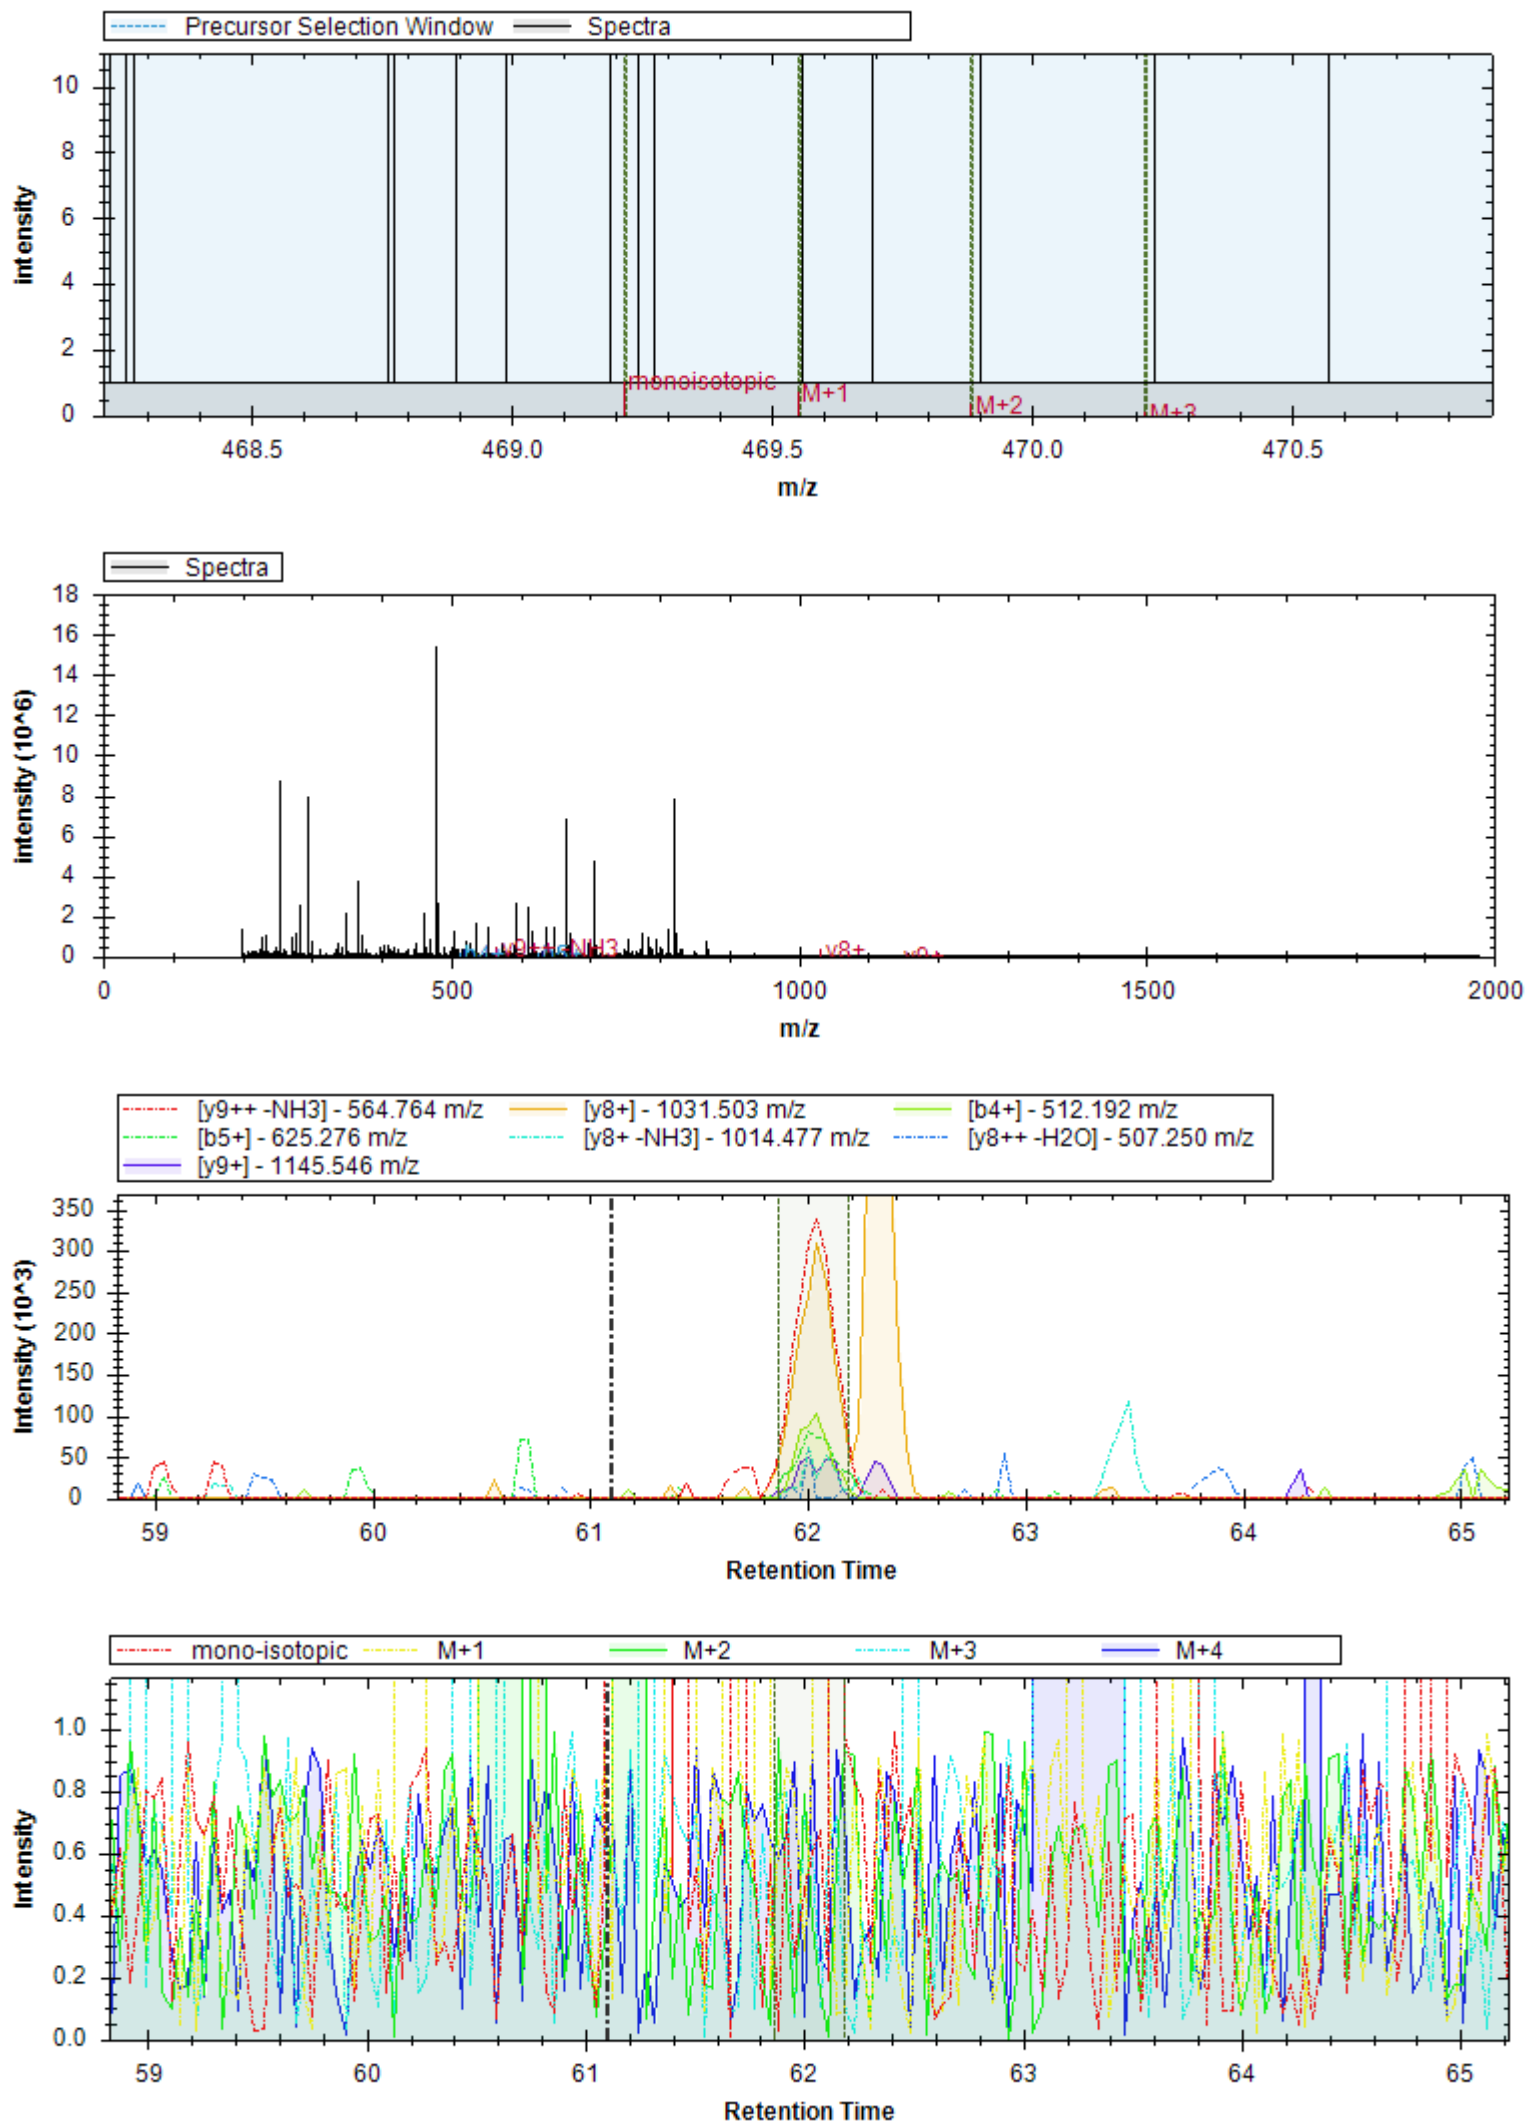 Precursor Selection Window Spectra
10
8
6
4
2
0
intensity
monoisotopic
M+1
M+2
M+3
468.5 469.0 469.5 470.0 470.5
m/z
Spectra
18
16
14
12
10
8
6
4
2
0
intensity (10^6)
y9++ -NH3
y8+
0 500 1000 1500 2000
m/z
[y9++ -NH3] - 564.764 m/z [y8+] - 1031.503 m/z [b4+] - 512.192 m/z
[b5+] - 625.276 m/z [y8+ -NH3] - 1014.477 m/z [y8++ -H2O] - 507.250 m/z
[y9+] - 1145.546 m/z
350
300
250
200
150
100
50
0
Intensity (10^3)
59 60 61 62 63 64 65
Retention Time
mono-isotopic M+1 M+2 M+3 M+4
1.0
0.8
0.6
0.4
0.2
0.0
Intensity
59 60 61 62 63 64 65
Retention Time